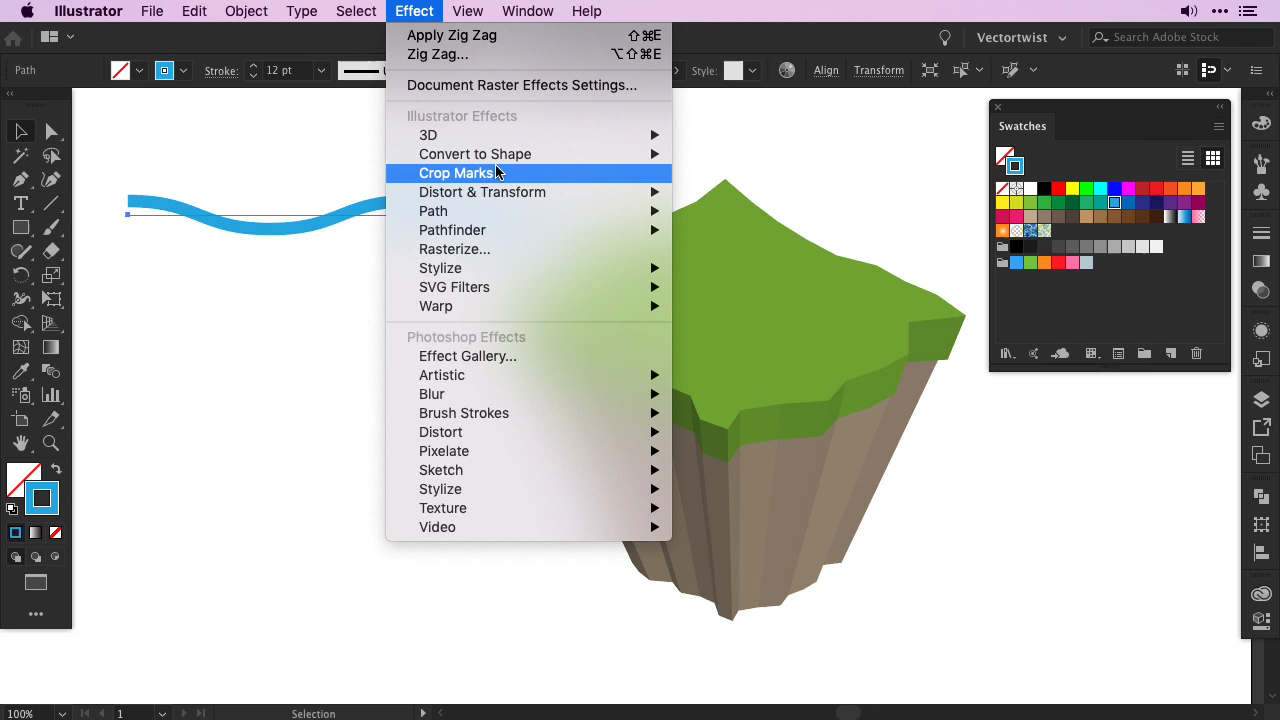 Illustrator File Edit Object Type Select Effect View Window Help
Vectortwist Search Adobe Stock
Path Stroke: 12 pt Style: Align Transform
Apply Zig Zag ⇧⌘E
Zig Zag... ⌥⇧⌘E
Document Raster Effects Settings...
Illustrator Effects
3D
Convert to Shape
Crop Marks
Distort & Transform
Path
Pathfinder
Rasterize...
Stylize
SVG Filters
Warp
Photoshop Effects
Effect Gallery...
Artistic
Blur
Brush Strokes
Distort
Pixelate
Sketch
Stylize
Texture
Video
Swatches
100% 1 Selection